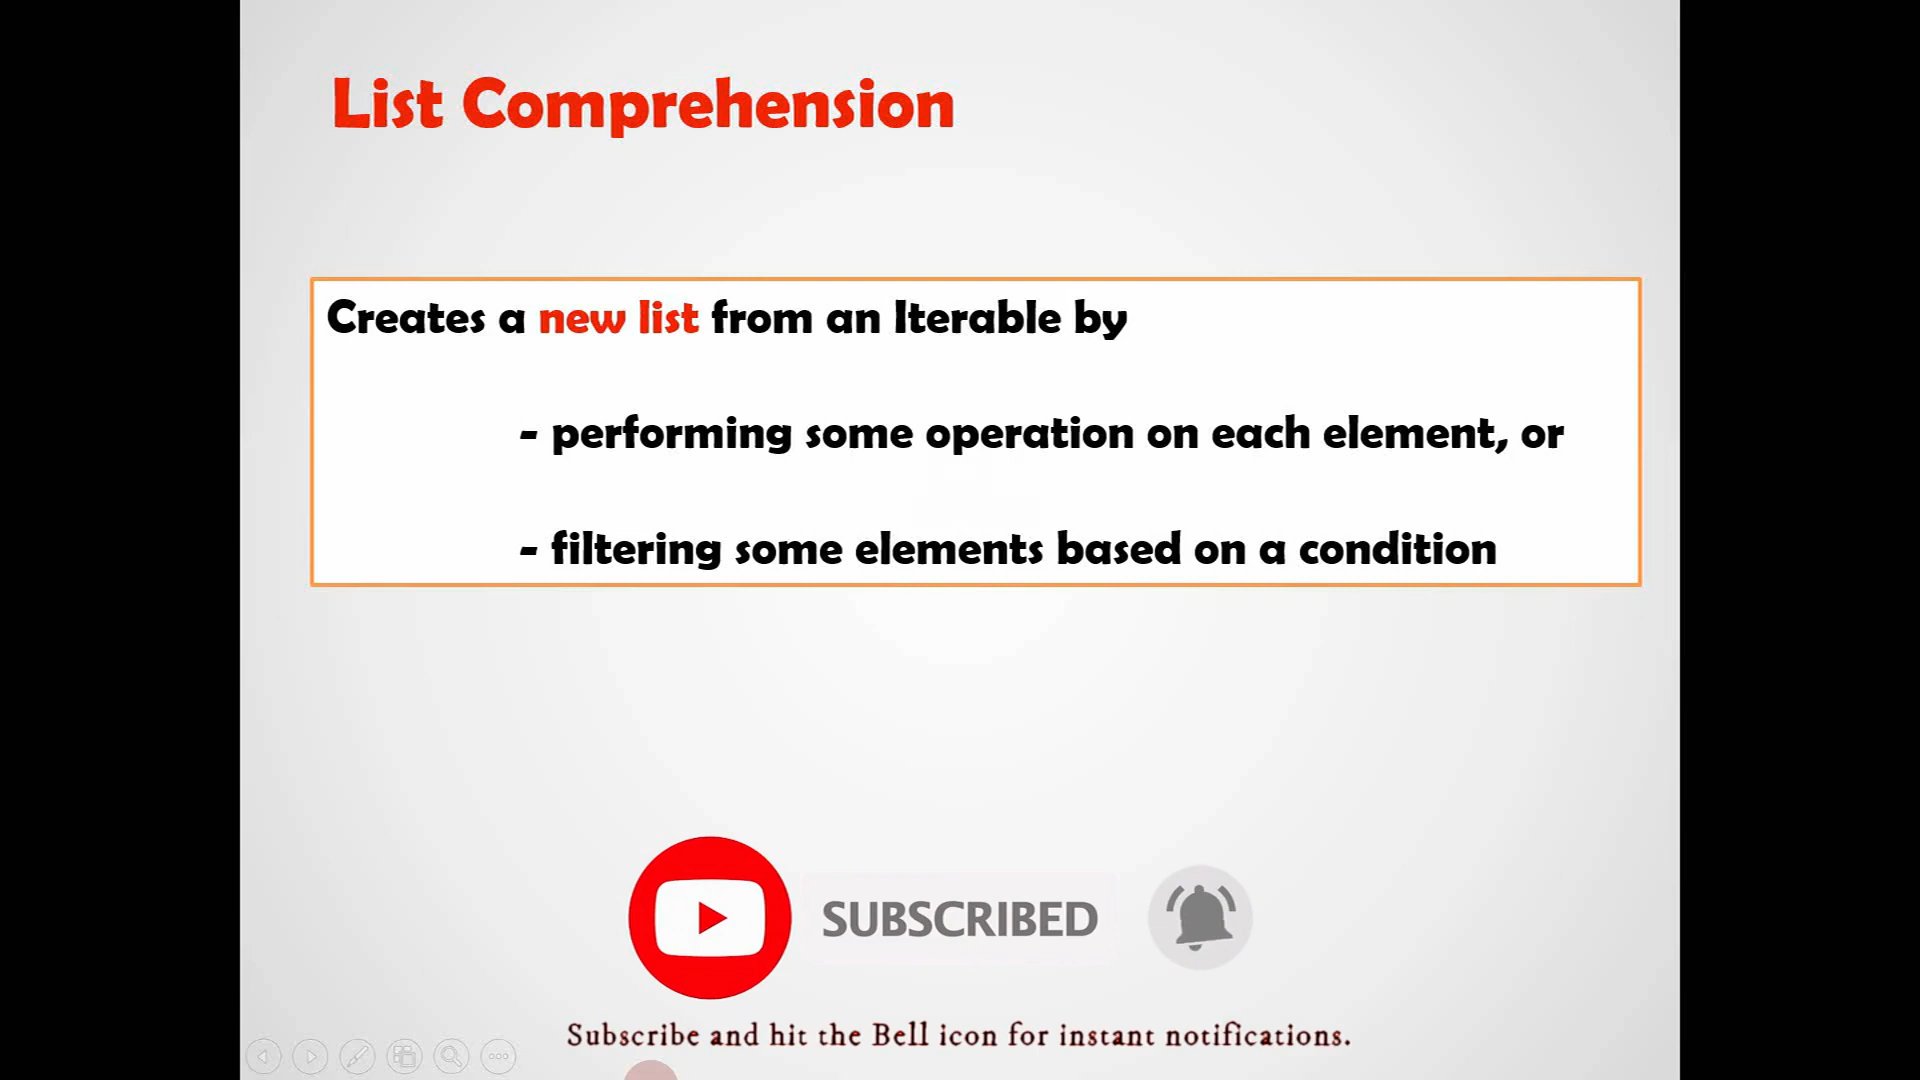 List Comprehension
Creates a new list from an Iterable by
- performing some operation on each element, or
- filtering some elements based on a condition
SUBSCRIBED
Subscribe and hit the Bell icon for instant notifications.